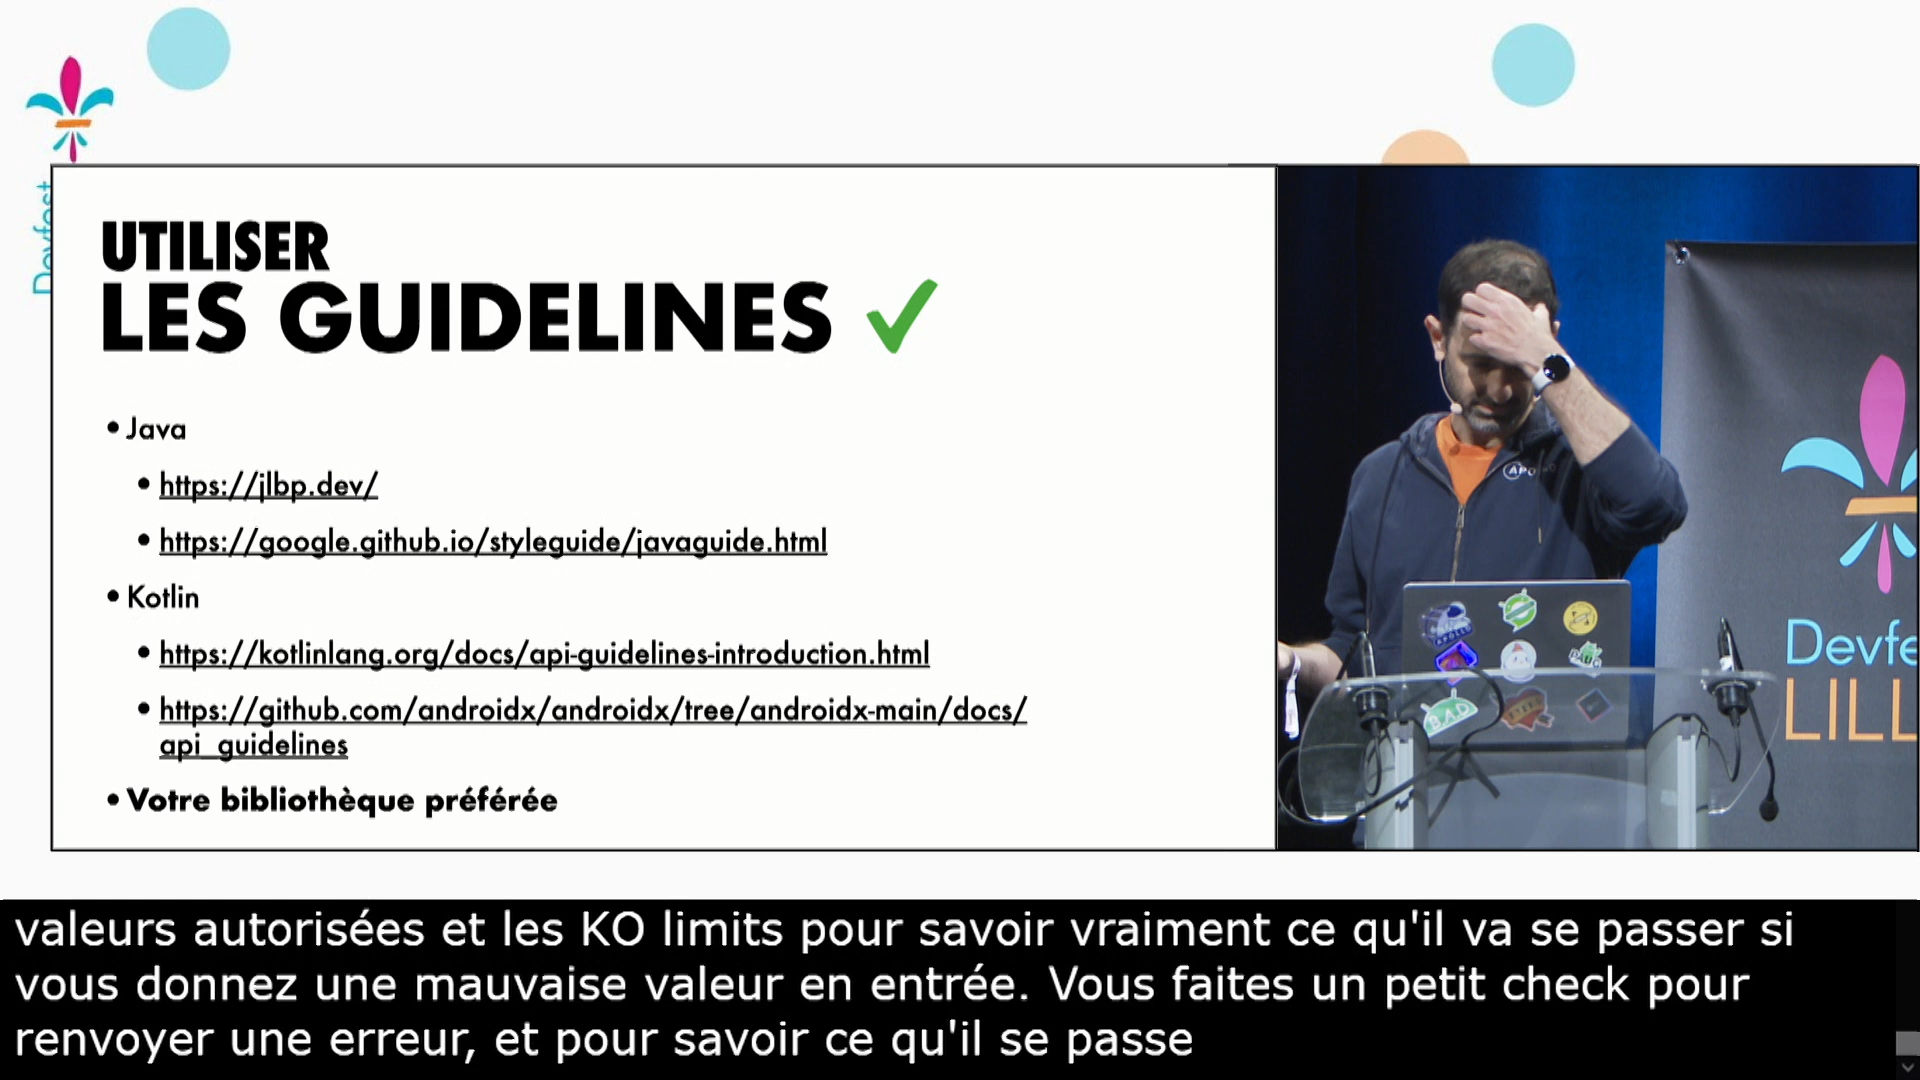 Devfest
UTILISER
LES GUIDELINES
• Java
• https://jlbp.dev/
• https://google.github.io/styleguide/javaguide.html
• Kotlin
• https://kotlinlang.org/docs/api-guidelines-introduction.html
• https://github.com/androidx/androidx/tree/androidx-main/docs/
api_guidelines
• Votre bibliothèque préférée
APO
APOLLO
BAD
Devfe
LILL
valeurs autorisées et les KO limits pour savoir vraiment ce qu'il va se passer si
vous donnez une mauvaise valeur en entrée. Vous faites un petit check pour
renvoyer une erreur, et pour savoir ce qu'il se passe